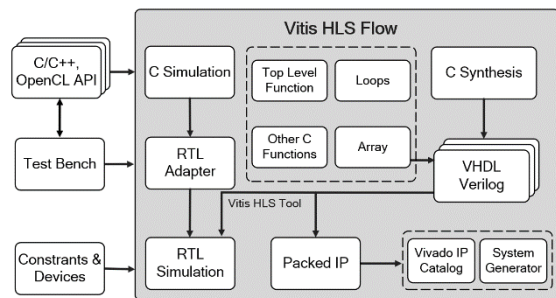 Vitis HLS Flow
C/C++,
OpenCL API
C Simulation
Top Level
Function
Loops
C Synthesis
Test Bench
RTL
Adapter
Other C
Functions
Array
VHDL
Verilog
Vitis HLS Tool
Constrants &
Devices
RTL
Simulation
Packed IP
Vivado IP
Catalog
System
Generator